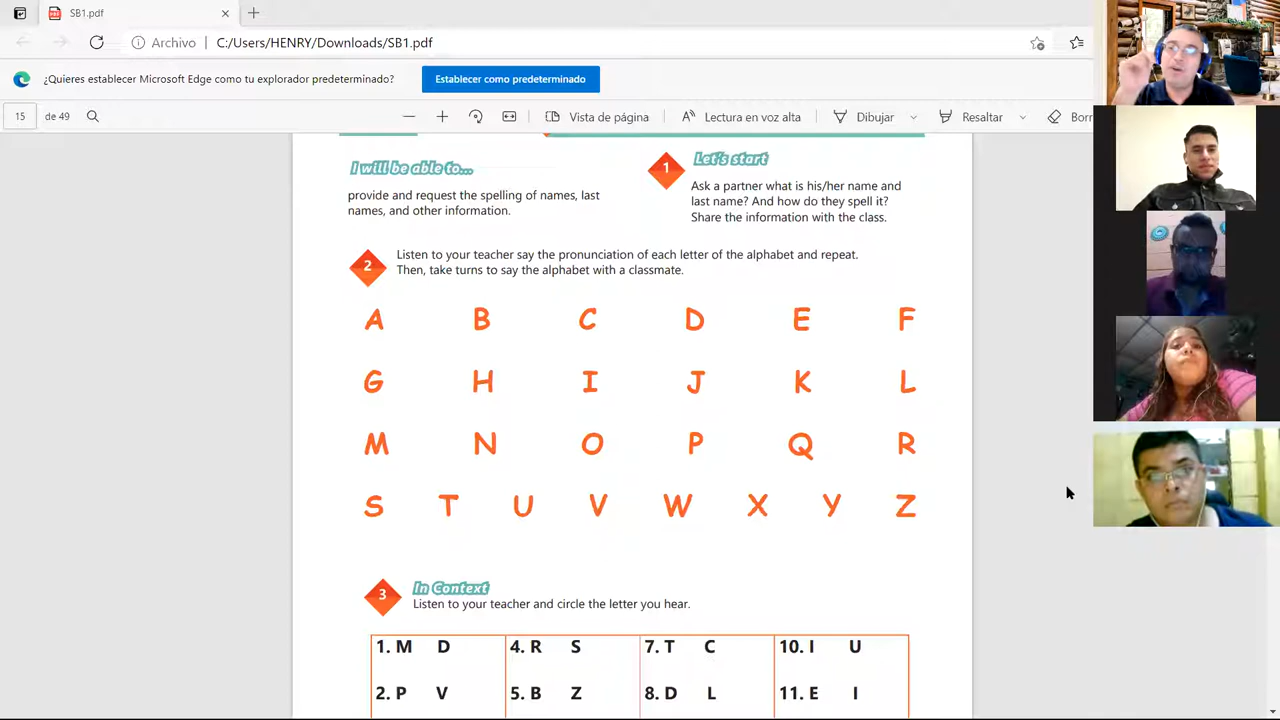 SB1.pdf
Archivo C:/Users/HENRY/Downloads/SB1.pdf
¿Quieres establecer Microsoft Edge como tu explorador predeterminado? Establecer como predeterminado
15 de 49 Vista de página Lectura en voz alta Dibujar Resaltar Borr
I will be able to...
provide and request the spelling of names, last
names, and other information.
1 Let's start
Ask a partner what is his/her name and
last name? And how do they spell it?
Share the information with the class.
2 Listen to your teacher say the pronunciation of each letter of the alphabet and repeat.
Then, take turns to say the alphabet with a classmate.
A B C D E F
G H I J K L
M N O P Q R
S T U V W X Y Z
3 In Context
Listen to your teacher and circle the letter you hear.
1. M D 4. R S 7. T C 10. I U
2. P V 5. B Z 8. D L 11. E I